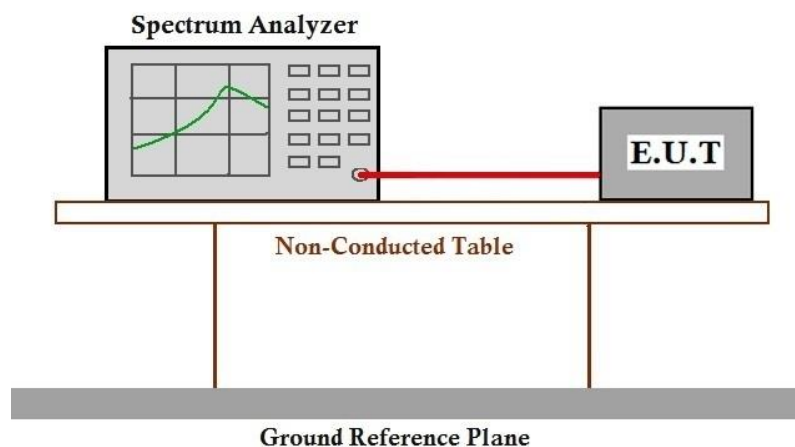 Spectrum Analyzer
E.U.T
Non-Conducted Table
Ground Reference Plane